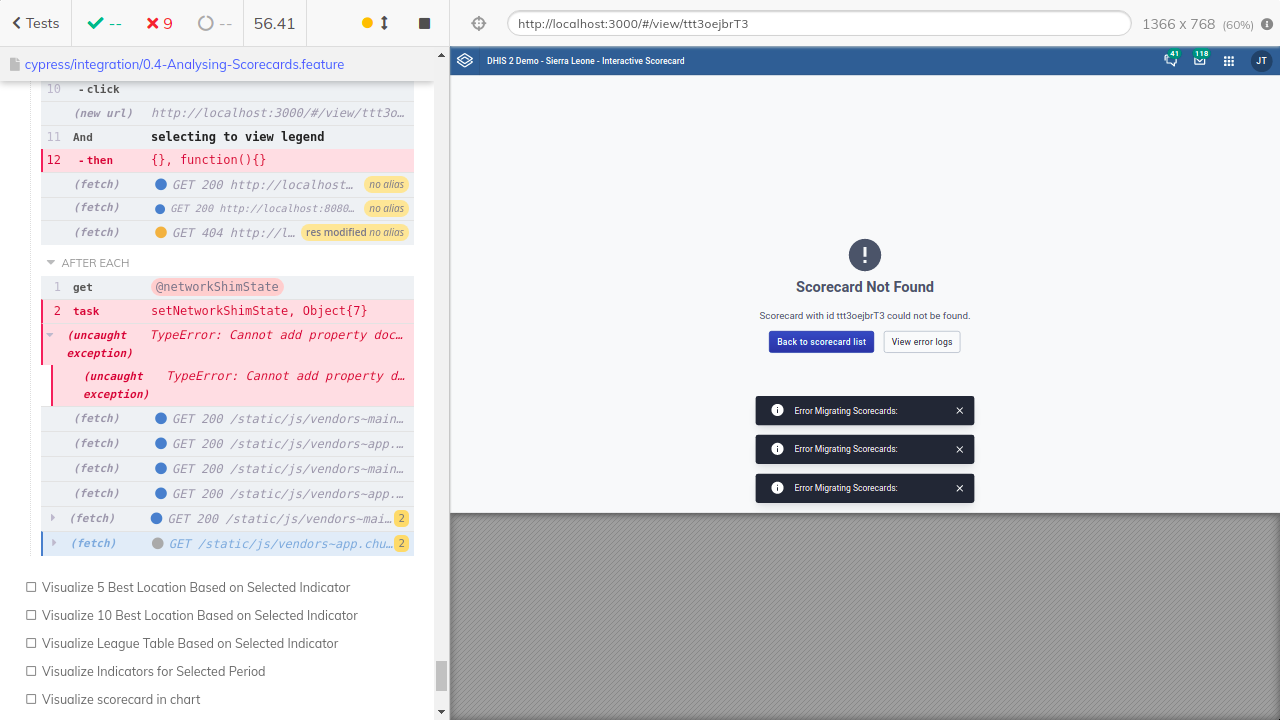 Tests
--
9
--
56.41
http://localhost:3000/#/view/ttt3oejbrT3
1366 x 768 (60%)
cypress/integration/0.4-Analysing-Scorecards.feature
10 - click
(new url) http://localhost:3000/#/view/ttt3o…
11 And selecting to view legend
12 - then {}, function(){}
(fetch) GET 200 http://localhost… no alias
(fetch) GET 200 http://localhost:8080… no alias
(fetch) GET 404 http://l… res modified no alias
AFTER EACH
1 get @networkShimState
2 task setNetworkShimState, Object{7}
(uncaught exception) TypeError: Cannot add property doc…
(uncaught exception) TypeError: Cannot add property d…
(fetch) GET 200 /static/js/vendors~main…
(fetch) GET 200 /static/js/vendors~app.…
(fetch) GET 200 /static/js/vendors~main…
(fetch) GET 200 /static/js/vendors~app.…
(fetch) GET 200 /static/js/vendors~mai… 2
(fetch) GET /static/js/vendors~app.chu… 2
Visualize 5 Best Location Based on Selected Indicator
Visualize 10 Best Location Based on Selected Indicator
Visualize League Table Based on Selected Indicator
Visualize Indicators for Selected Period
Visualize scorecard in chart
DHIS 2 Demo - Sierra Leone - Interactive Scorecard
41
118
JT
Scorecard Not Found
Scorecard with id ttt3oejbrT3 could not be found.
Back to scorecard list
View error logs
Error Migrating Scorecards:
Error Migrating Scorecards:
Error Migrating Scorecards: